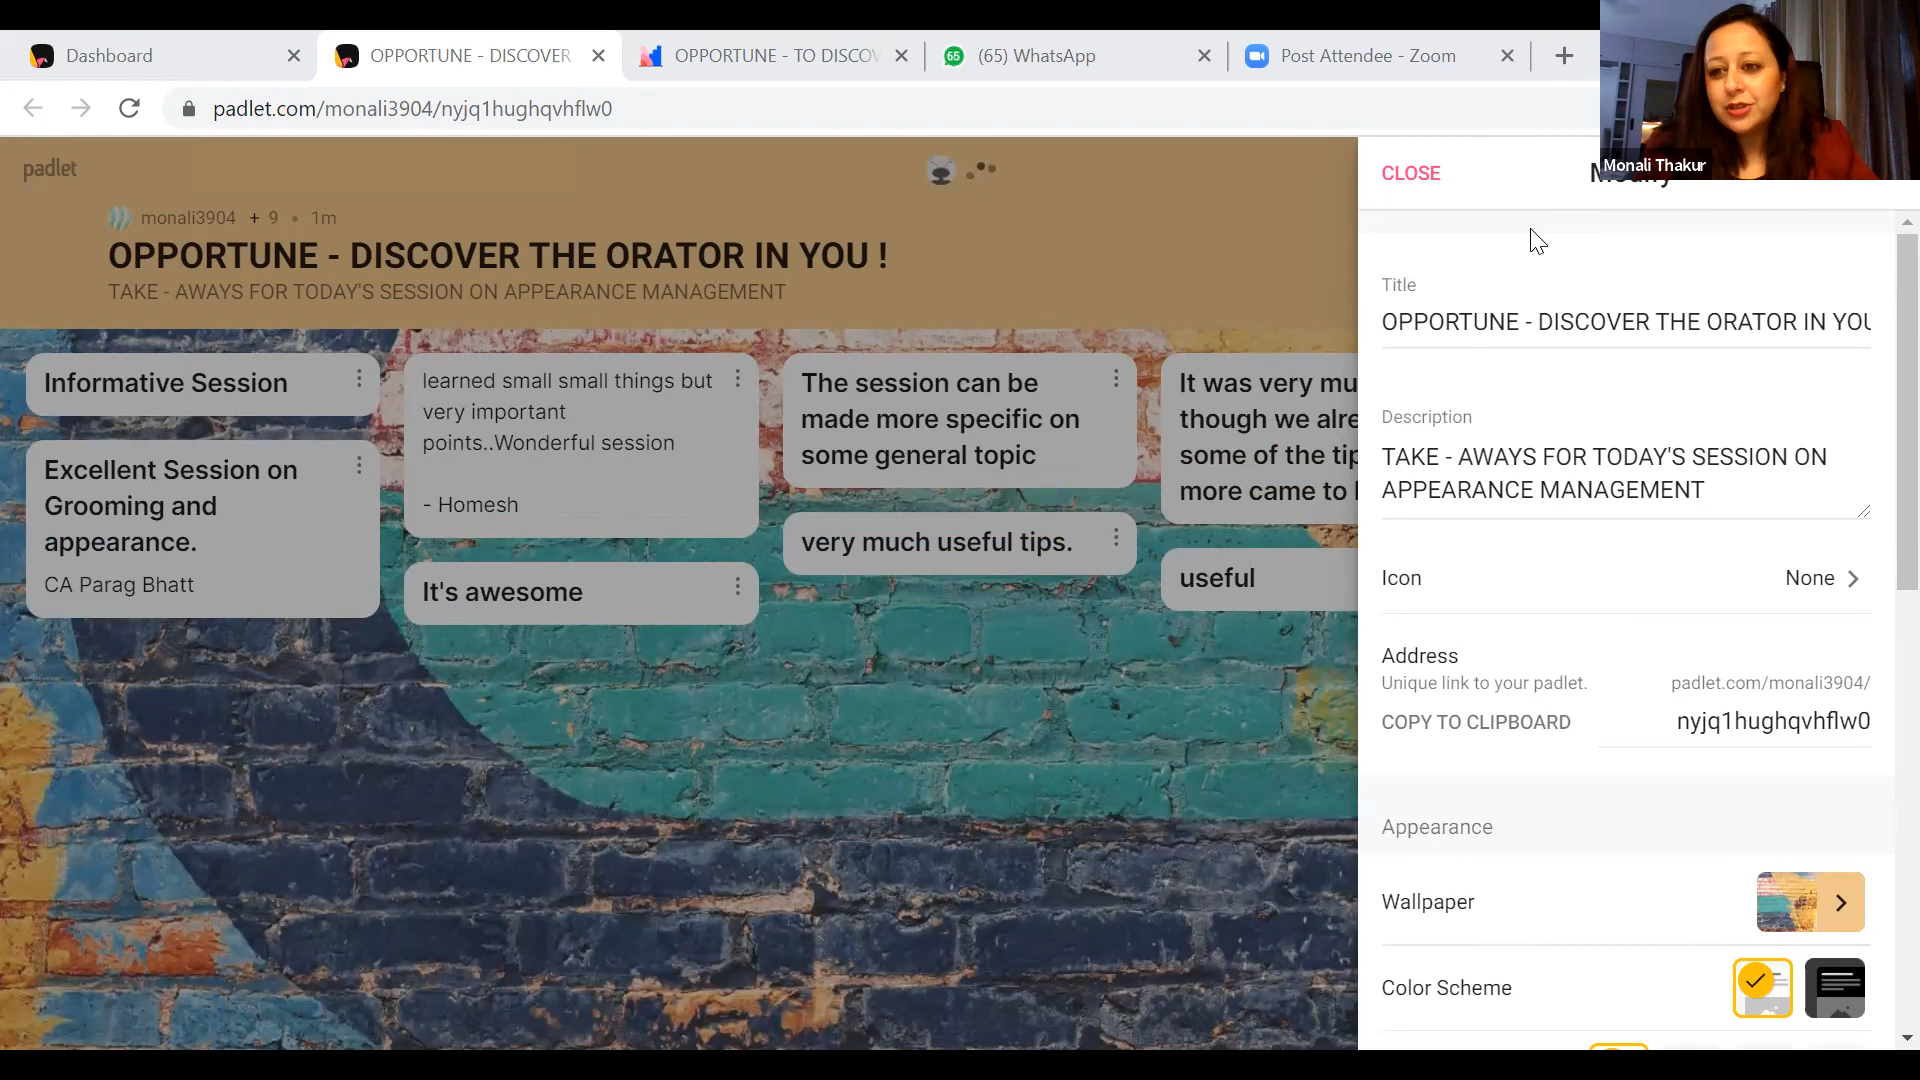 Dashboard
OPPORTUNE - DISCOVER
OPPORTUNE - TO DISCOV
65
(65) WhatsApp
Post Attendee - Zoom
padlet.com/monali3904/nyjq1hughqvhflw0
Monali Thakur
padlet
monali3904 + 9 • 1m
OPPORTUNE - DISCOVER THE ORATOR IN YOU !
TAKE - AWAYS FOR TODAY'S SESSION ON APPEARANCE MANAGEMENT
Informative Session
Excellent Session on
Grooming and
appearance.
CA Parag Bhatt
learned small small things but
very important
points..Wonderful session
- Homesh
It's awesome
The session can be
made more specific on
some general topic
very much useful tips.
It was very mu
though we alre
some of the tip
more came to
useful
CLOSE
Title
OPPORTUNE - DISCOVER THE ORATOR IN YOU
Description
TAKE - AWAYS FOR TODAY'S SESSION ON
APPEARANCE MANAGEMENT
Icon
None
Address
Unique link to your padlet.
padlet.com/monali3904/
COPY TO CLIPBOARD
nyjq1hughqvhflw0
Appearance
Wallpaper
Color Scheme